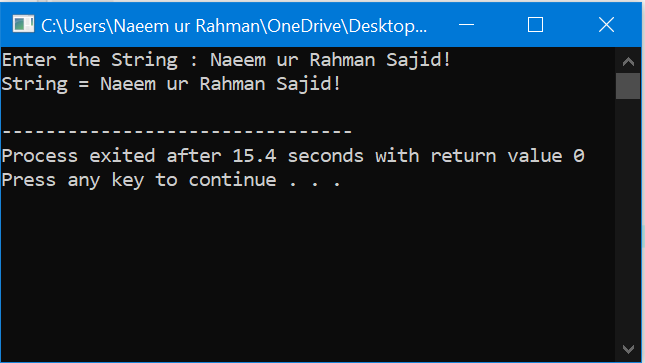 C:\Users\Naeem ur Rahman\OneDrive\Desktop...
Enter the String : Naeem ur Rahman Sajid!
String = Naeem ur Rahman Sajid!
--------------------------------
Process exited after 15.4 seconds with return value 0
Press any key to continue . . .